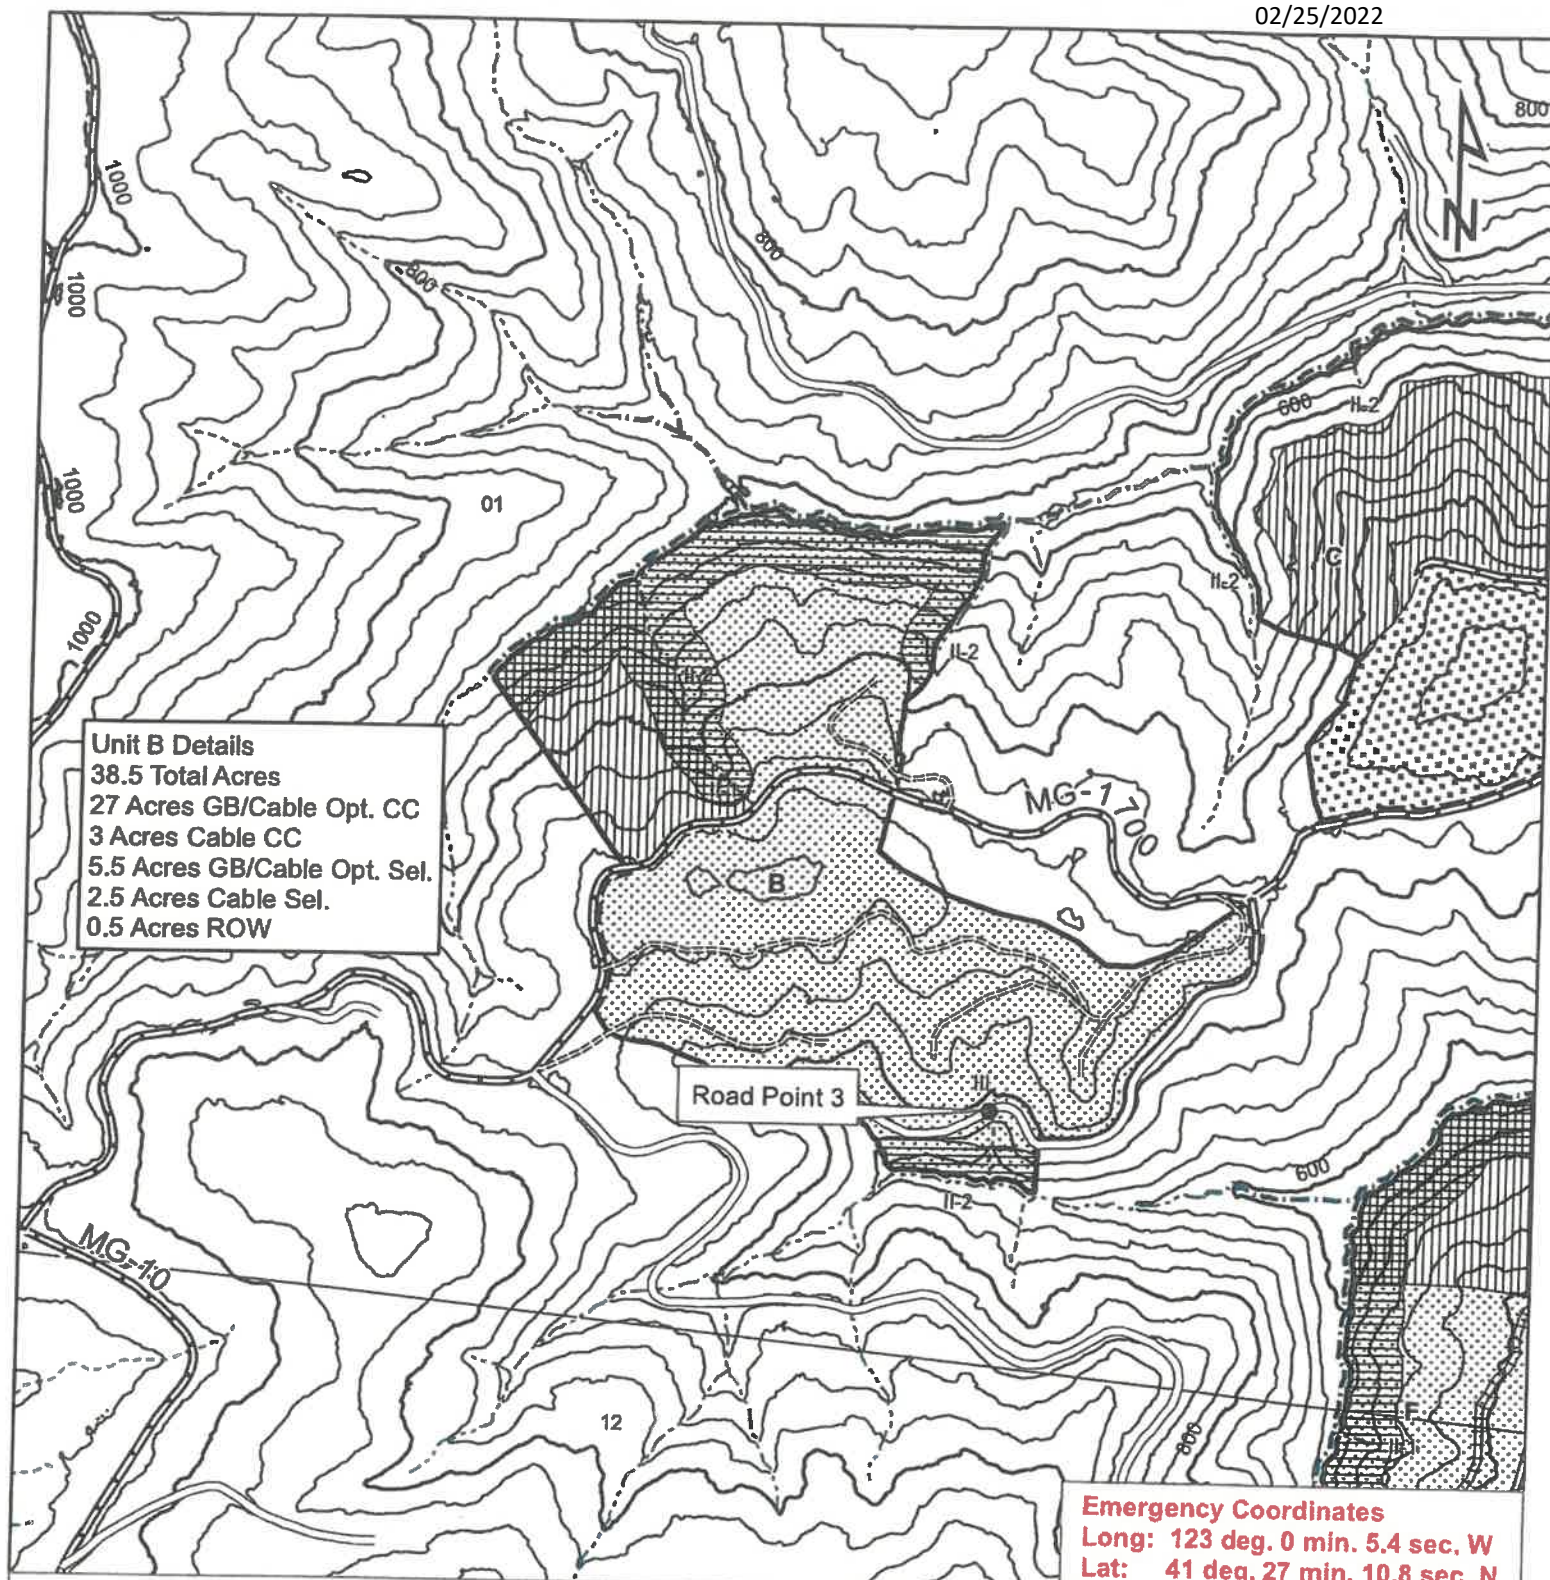 02/25/2022
800
N
1000
800
800
1000
600
II-2
1000
01
C
II-2
1000
II-2
II-2
Unit B Details
38.5 Total Acres
27 Acres GB/Cable Opt. CC
3 Acres Cable CC
5.5 Acres GB/Cable Opt. Sel.
2.5 Acres Cable Sel.
0.5 Acres ROW
MG-1700
B
III
Road Point 3
600
II-2
MG-10
F
12
800
Emergency Coordinates
Long: 123 deg. 0 min. 5.4 sec. W
Lat: 41 deg. 27 min. 10.8 sec. N